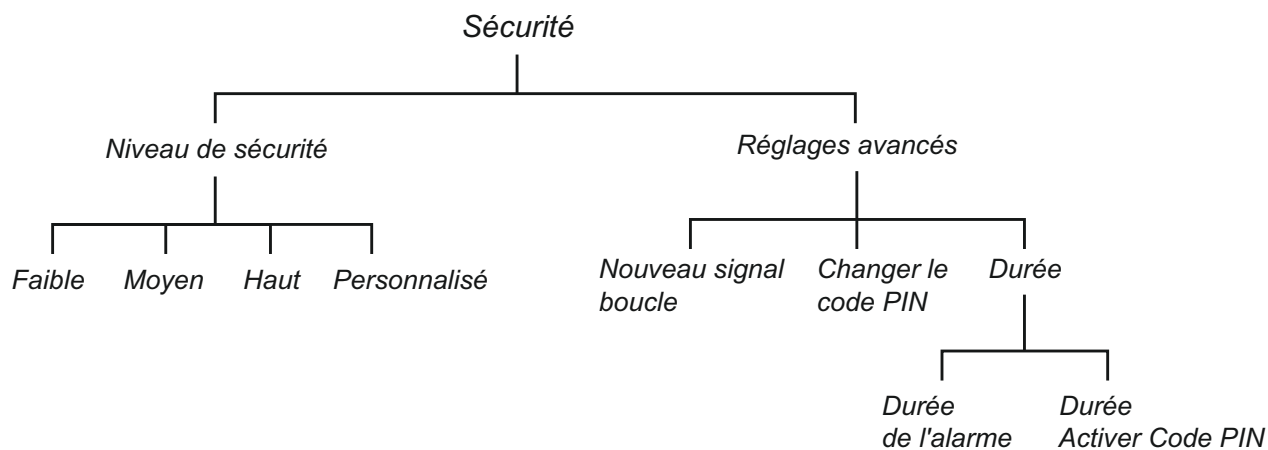 Sécurité
Niveau de sécurité
Réglages avancés
Faible
Moyen
Haut
Personnalisé
Nouveau signal
boucle
Changer le
code PIN
Durée
Durée
de l'alarme
Durée
Activer Code PIN